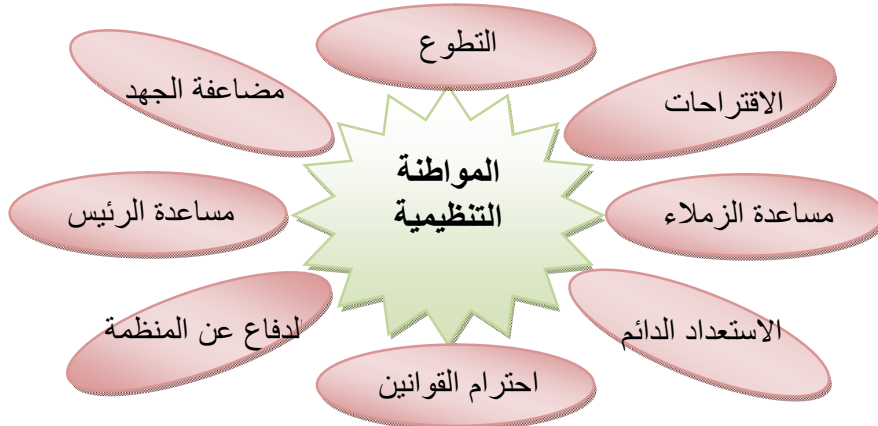 التطوع
مضاعفة الجهد
الاقتراحات
المواطنة
التنظيمية
مساعدة الرئيس
مساعدة الزملاء
لدفاع عن المنظمة
الاستعداد الدائم
احترام القوانين